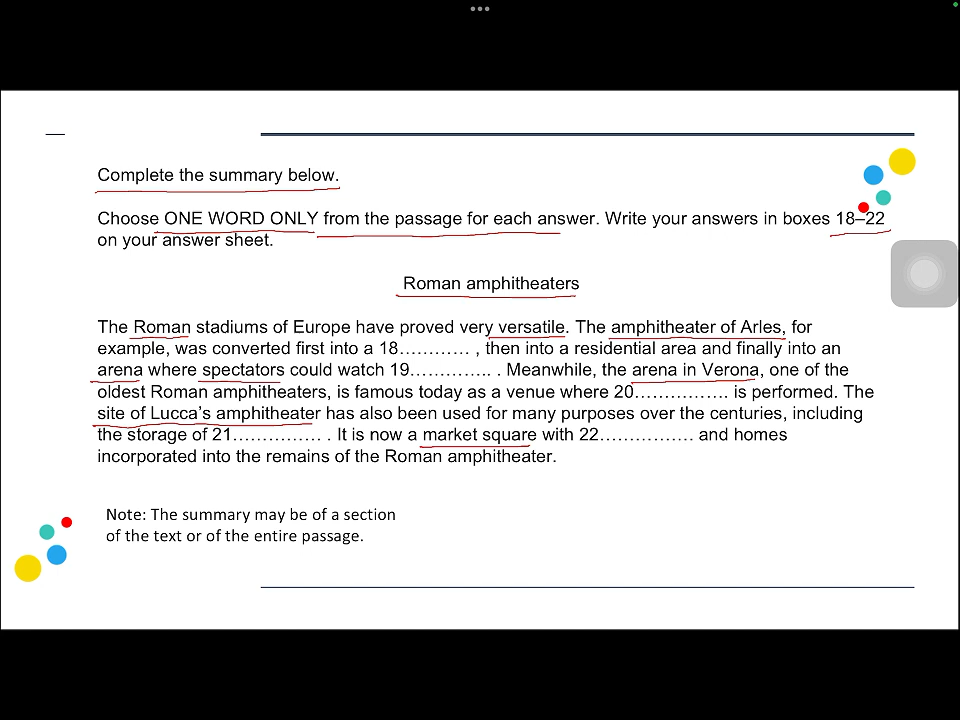 Complete the summary below.
Choose ONE WORD ONLY from the passage for each answer. Write your answers in boxes 18–22
on your answer sheet.
Roman amphitheaters
The Roman stadiums of Europe have proved very versatile. The amphitheater of Arles, for
example, was converted first into a 18………… , then into a residential area and finally into an
arena where spectators could watch 19………….. . Meanwhile, the arena in Verona, one of the
oldest Roman amphitheaters, is famous today as a venue where 20……………. is performed. The
site of Lucca's amphitheater has also been used for many purposes over the centuries, including
the storage of 21…………… . It is now a market square with 22……………. and homes
incorporated into the remains of the Roman amphitheater.
Note: The summary may be of a section
of the text or of the entire passage.